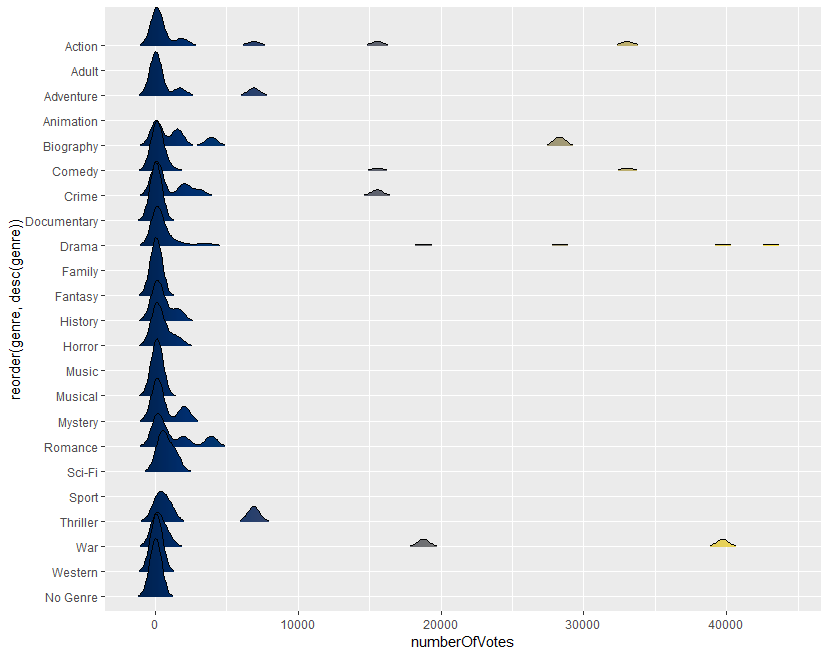 Action
Adult
Adventure
Animation
Biography
Comedy
Crime
Documentary
Drama
Family
Fantasy
History
Horror
Music
Musical
Mystery
Romance
Sci-Fi
Sport
Thriller
War
Western
No Genre
reorder(genre, desc(genre))
0 10000 20000 30000 40000
numberOfVotes